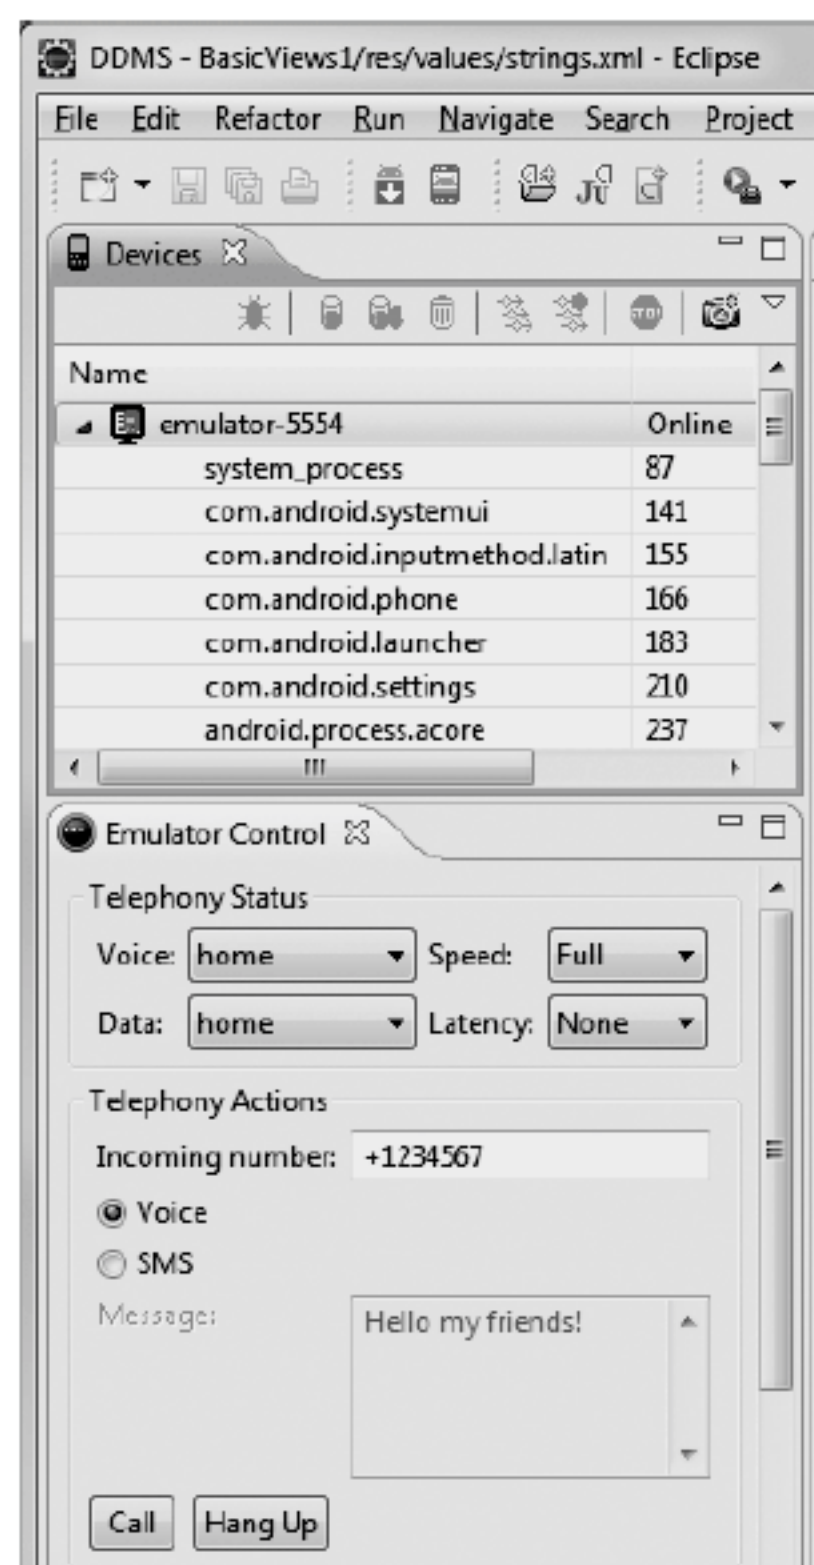 DDMS - BasicViews1/res/values/strings.xml - Eclipse
File Edit Refactor Run Navigate Search Project
Devices
Name
emulator-5554 Online
system_process 87
com.android.systemui 141
com.android.inputmethod.latin 155
com.android.phone 166
com.android.launcher 183
com.android.settings 210
android.process.acore 237
Emulator Control
Telephony Status
Voice: home Speed: Full
Data: home Latency: None
Telephony Actions
Incoming number: +1234567
Voice
SMS
Message: Hello my friends!
Call Hang Up